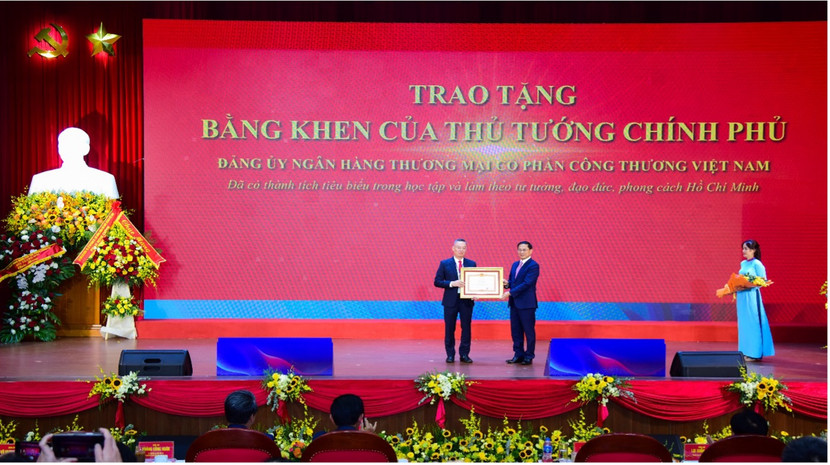 TRAO TẶNG
BẰNG KHEN CỦA THỦ TƯỚNG CHÍNH PHỦ
ĐẢNG ỦY NGÂN HÀNG THƯƠNG MẠI CỔ PHẦN CÔNG THƯƠNG VIỆT NAM
Đã có thành tích tiêu biểu trong học tập và làm theo tư tưởng, đạo đức, phong cách Hồ Chí Minh